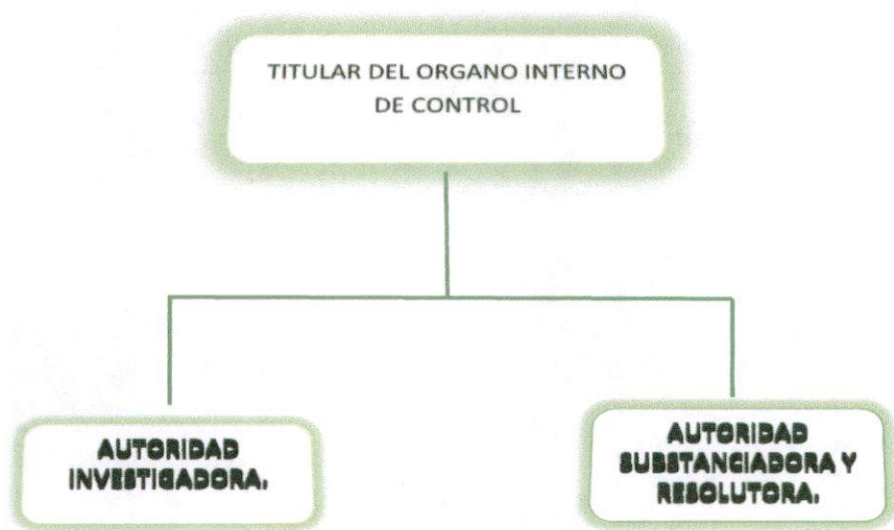 TITULAR DEL ORGANO INTERNO
DE CONTROL
AUTORIDAD
INVESTIGADORA.
AUTORIDAD
SUBSTANCIADORA Y
RESOLUTORA.